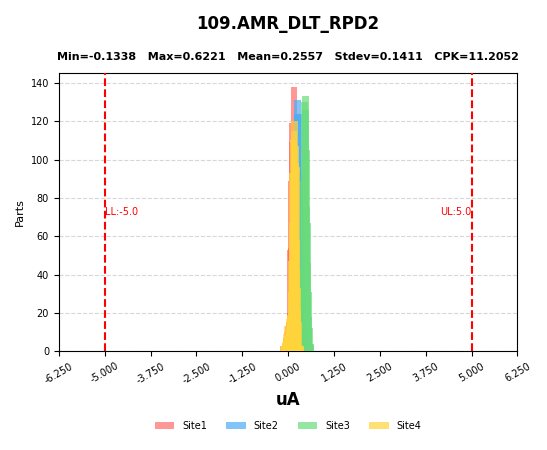 109.AMR_DLT_RPD2
Min=-0.1338 Max=0.6221 Mean=0.2557 Stdev=0.1411 CPK=11.2052
140
120
100
80
60
40
20
0
Parts
LL:-5.0
UL:5.0
-6.250 -5.000 -3.750 -2.500 -1.250 0.000 1.250 2.500 3.750 5.000 6.250
uA
Site1 Site2 Site3 Site4